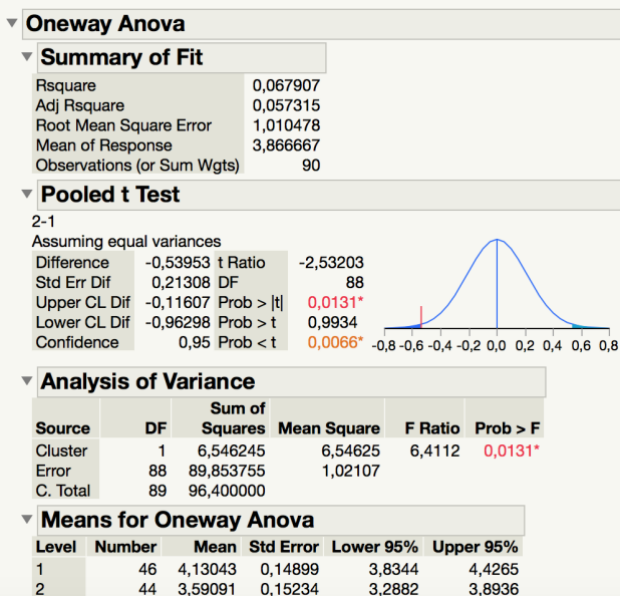 Oneway Anova
Summary of Fit
Rsquare 0,067907
Adj Rsquare 0,057315
Root Mean Square Error 1,010478
Mean of Response 3,866667
Observations (or Sum Wgts) 90
Pooled t Test
2-1
Assuming equal variances
Difference -0,53953 t Ratio -2,53203
Std Err Dif 0,21308 DF 88
Upper CL Dif -0,11607 Prob > |t| 0,0131*
Lower CL Dif -0,96298 Prob > t 0,9934
Confidence 0,95 Prob < t 0,0066*
-0,8 -0,6 -0,4 -0,2 0,0 0,2 0,4 0,6 0,8
Analysis of Variance
Sum of
Source DF Squares Mean Square F Ratio Prob > F
Cluster 1 6,546245 6,54625 6,4112 0,0131*
Error 88 89,853755 1,02107
C. Total 89 96,400000
Means for Oneway Anova
Level Number Mean Std Error Lower 95% Upper 95%
1 46 4,13043 0,14899 3,8344 4,4265
2 44 3,59091 0,15234 3,2882 3,8936